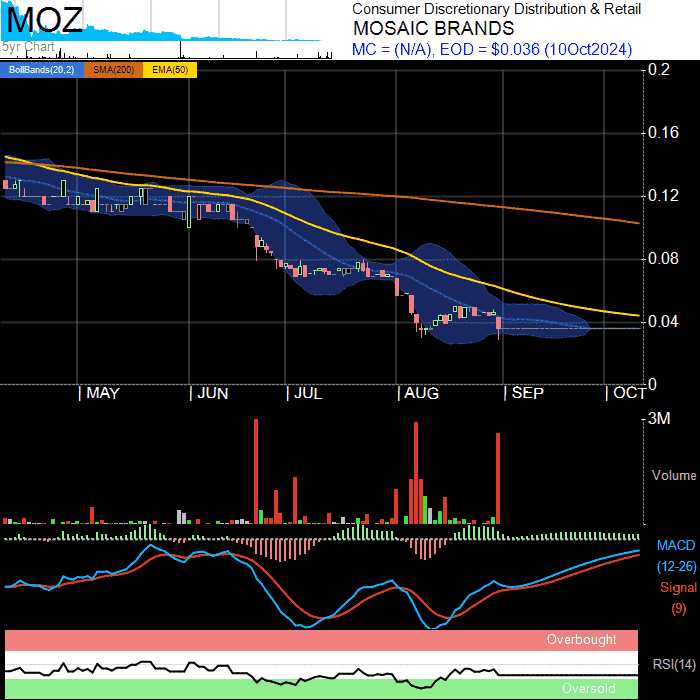 MOZ
5yr Chart
Consumer Discretionary Distribution & Retail
MOSAIC BRANDS
MC = (N/A), EOD = $0.036 (10Oct2024)
BollBands(20,2) SMA(200) EMA(50)
0.2
0.16
0.12
0.08
0.04
0
| MAY | JUN | JUL | AUG | SEP | OCT
3M
Volume
MACD
(12-26)
Signal
(9)
Overbought
RSI(14)
Oversold